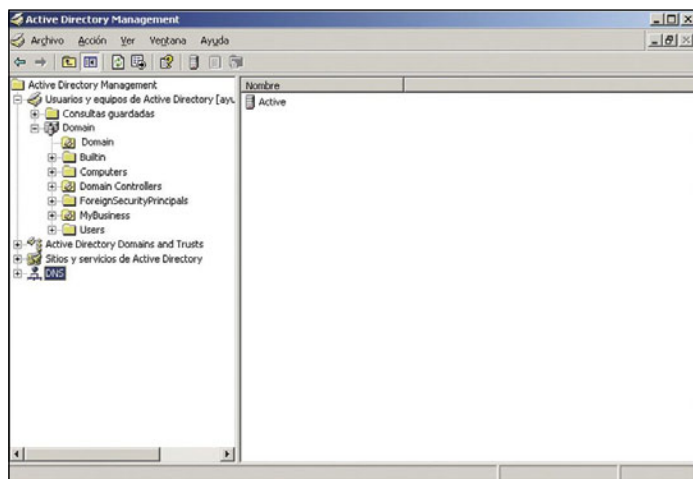 Active Directory Management
Archivo Acción Ver Ventana Ayuda
Active Directory Management
Usuarios y equipos de Active Directory [ayu
Consultas guardadas
Domain
Domain
Builtin
Computers
Domain Controllers
ForeignSecurityPrincipals
MyBusiness
Users
Active Directory Domains and Trusts
Sitios y servicios de Active Directory
DNS
Nombre
Active